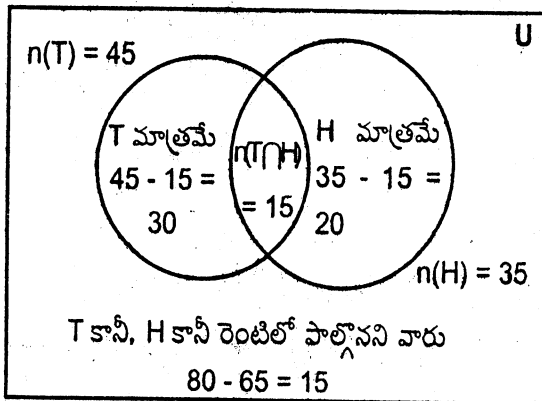 U
n(T) = 45
T మాత్రమే
45 - 15 =
30
n(T∩H)
= 15
H మాత్రమే
35 - 15 =
20
n(H) = 35
T కానీ, H కానీ రెంటిలో పాల్గొనని వారు
80 - 65 = 15